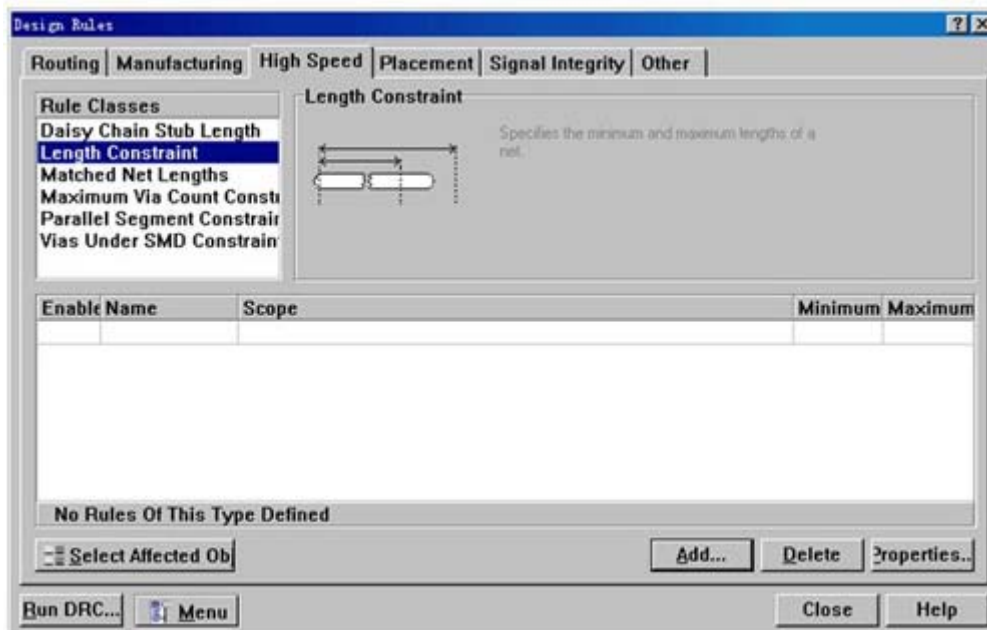 Design Rules
Routing Manufacturing High Speed Placement Signal Integrity Other
Rule Classes
Daisy Chain Stub Length
Length Constraint
Matched Net Lengths
Maximum Via Count Constr
Parallel Segment Constrain
Vias Under SMD Constrain
Length Constraint
Specifies the minimum and maximum lengths of a
net.
Enable Name Scope Minimum Maximum
No Rules Of This Type Defined
Select Affected Ob Add... Delete Properties..
Run DRC... Menu Close Help